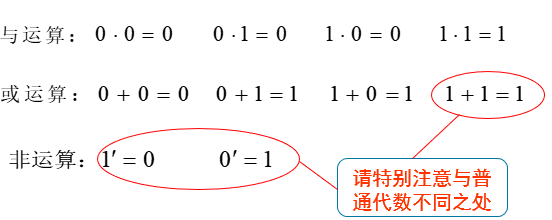 与运算：0 · 0 = 0 0 · 1 = 0 1 · 0 = 0 1 · 1 = 1
或运算：0 + 0 = 0 0 + 1 = 1 1 + 0 = 1 1 + 1 = 1
非运算：1′ = 0 0′ = 1
请特别注意与普
通代数不同之处